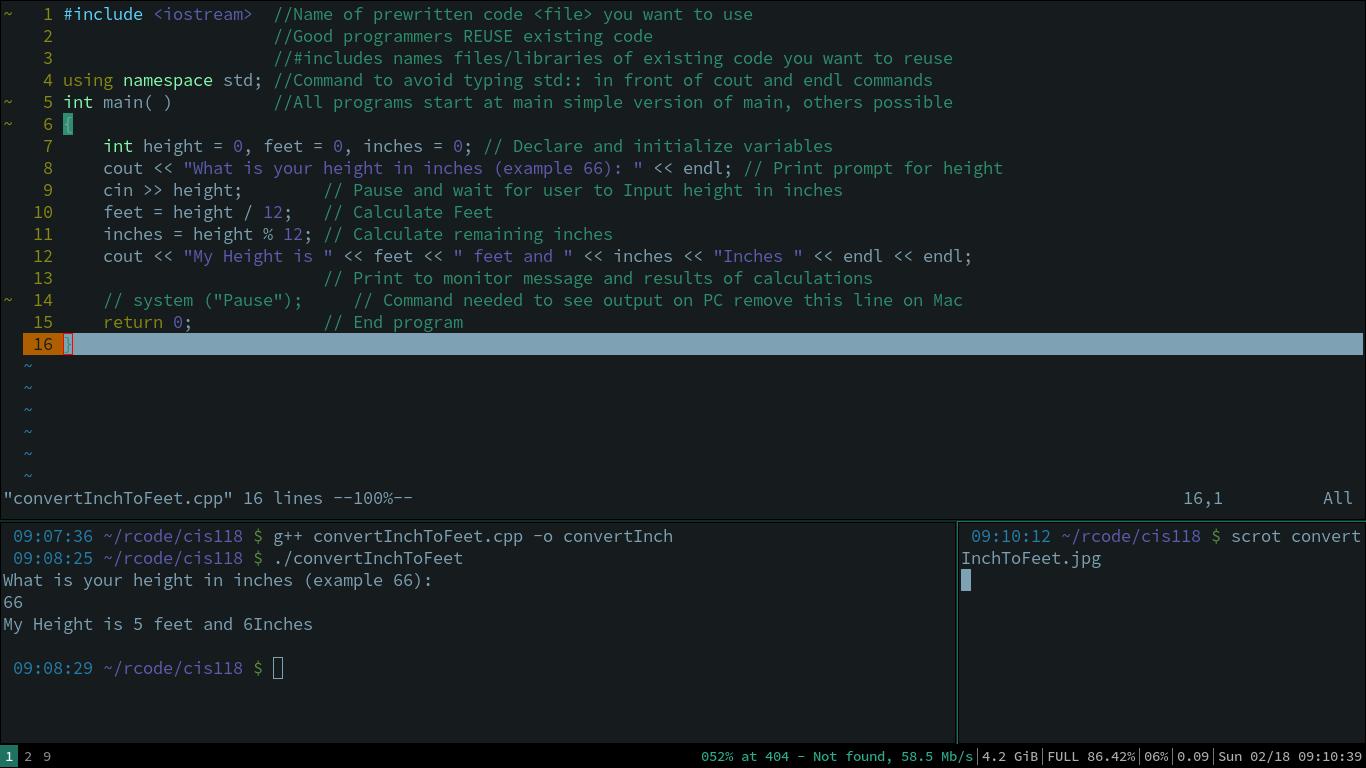 ~ 1 #include <iostream> //Name of prewritten code <file> you want to use
2 //Good programmers REUSE existing code
3 //#includes names files/libraries of existing code you want to reuse
4 using namespace std; //Command to avoid typing std:: in front of cout and endl commands
~ 5 int main( ) //All programs start at main simple version of main, others possible
~ 6 {
7 int height = 0, feet = 0, inches = 0; // Declare and initialize variables
8 cout << "What is your height in inches (example 66): " << endl; // Print prompt for height
9 cin >> height; // Pause and wait for user to Input height in inches
10 feet = height / 12; // Calculate Feet
11 inches = height % 12; // Calculate remaining inches
12 cout << "My Height is " << feet << " feet and " << inches << "Inches " << endl << endl;
13 // Print to monitor message and results of calculations
~ 14 // system ("Pause"); // Command needed to see output on PC remove this line on Mac
15 return 0; // End program
16 }
~
~
~
~
~
~
"convertInchToFeet.cpp" 16 lines --100%-- 16,1 All
09:07:36 ~/rcode/cis118 $ g++ convertInchToFeet.cpp -o convertInch
09:08:25 ~/rcode/cis118 $ ./convertInchToFeet
What is your height in inches (example 66):
66
My Height is 5 feet and 6Inches
09:08:29 ~/rcode/cis118 $
09:10:12 ~/rcode/cis118 $ scrot convert
InchToFeet.jpg
1 2 9 052% at 404 - Not found, 58.5 Mb/s|4.2 GiB|FULL 86.42%|06%|0.09|Sun 02/18 09:10:39